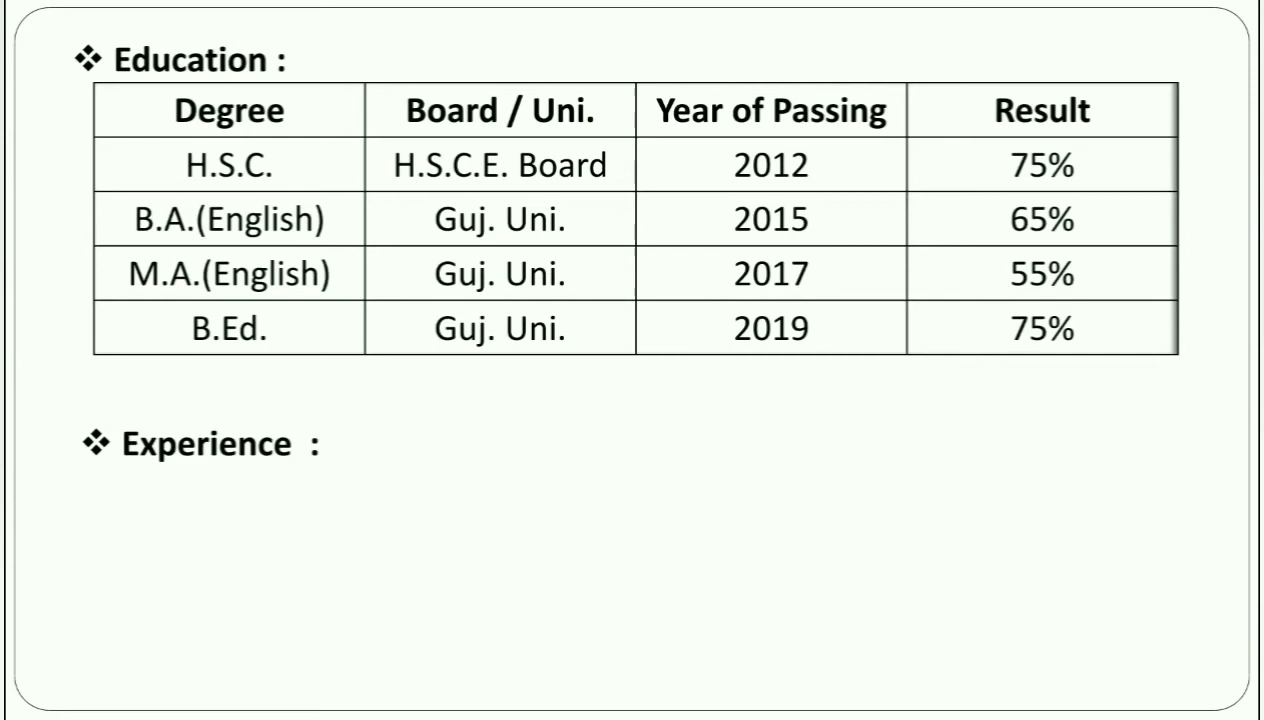 ❖ Education :
Degree Board / Uni. Year of Passing Result
H.S.C. H.S.C.E. Board 2012 75%
B.A.(English) Guj. Uni. 2015 65%
M.A.(English) Guj. Uni. 2017 55%
B.Ed. Guj. Uni. 2019 75%
❖ Experience :